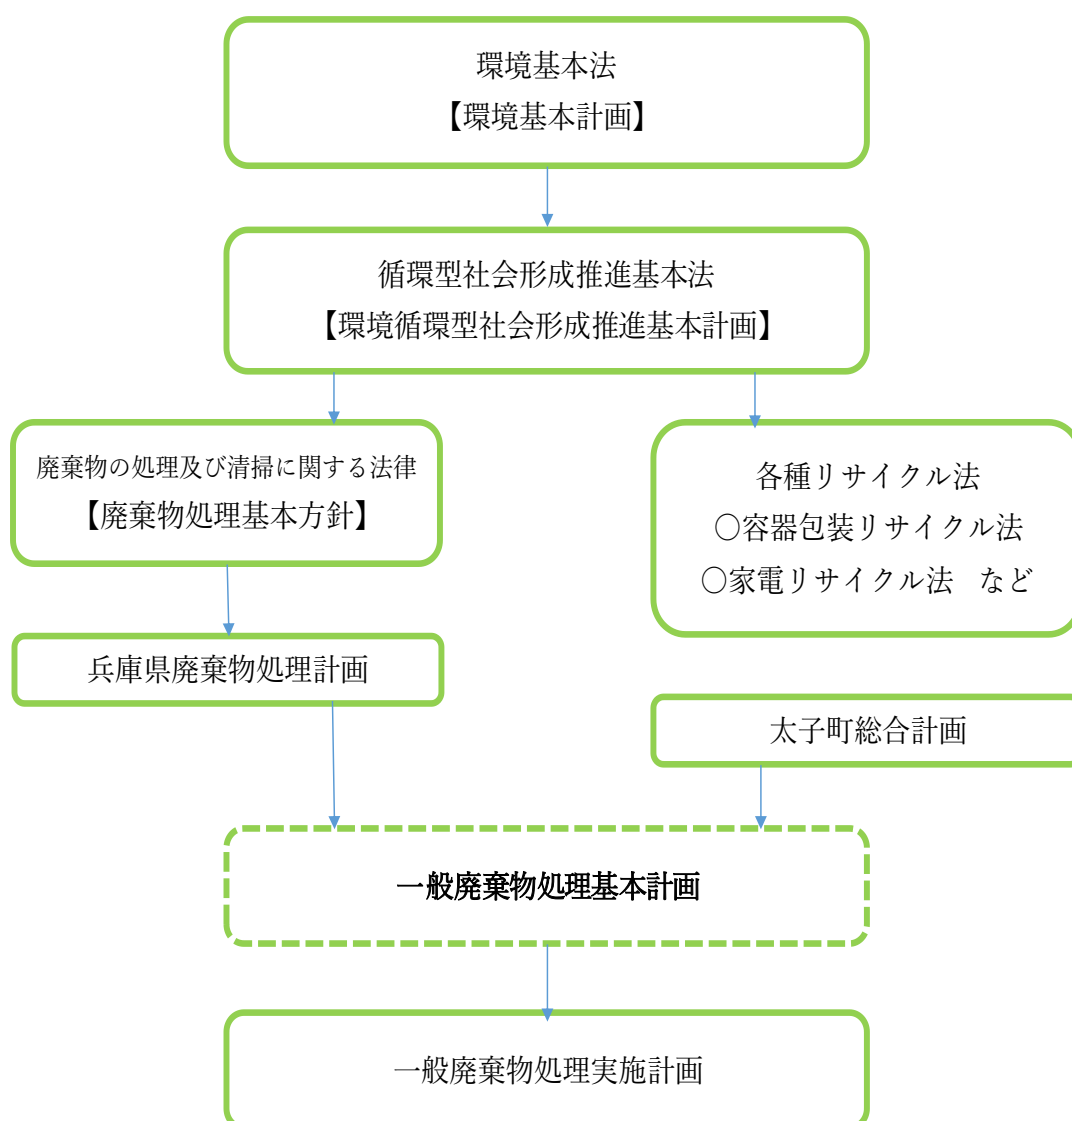 環境基本法
【環境基本計画】
循環型社会形成推進基本法
【環境循環型社会形成推進基本計画】
廃棄物の処理及び清掃に関する法律
【廃棄物処理基本方針】
各種リサイクル法
〇容器包装リサイクル法
〇家電リサイクル法　など
兵庫県廃棄物処理計画
太子町総合計画
一般廃棄物処理基本計画
一般廃棄物処理実施計画